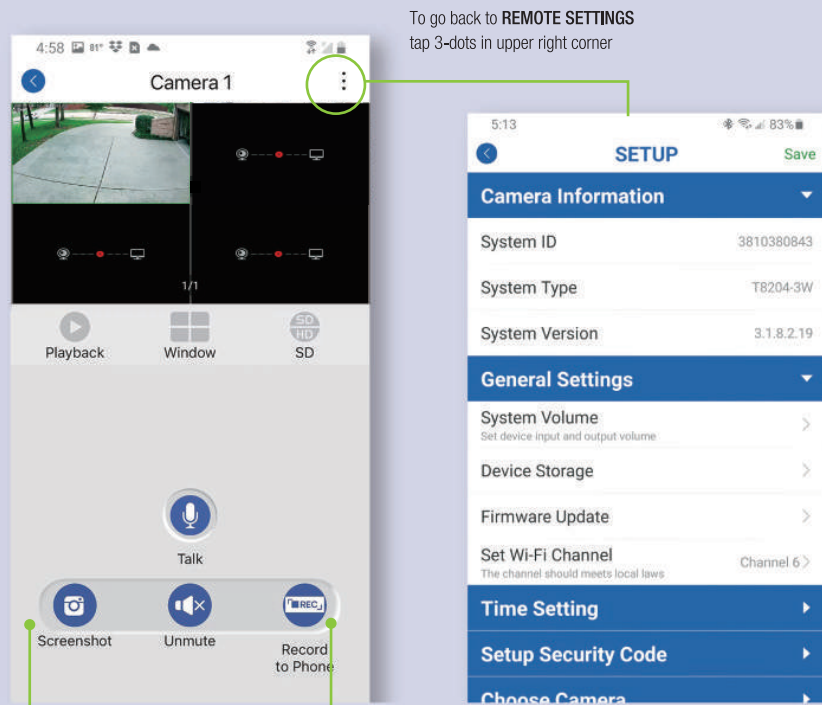 To go back to REMOTE SETTINGS
tap 3-dots in upper right corner
4:58 81°
Camera 1
1/1
Playback
Window
SD
HD
SD
Talk
REC
Screenshot
Unmute
Record
to Phone
5:13 83%
SETUP Save
Camera Information
System ID 3810380843
System Type T8204-3W
System Version 3.1.8.2.19
General Settings
System Volume
Set device input and output volume
Device Storage
Firmware Update
Set Wi-Fi Channel Channel 6
The channel should meets local laws
Time Setting
Setup Security Code
Choose Camera